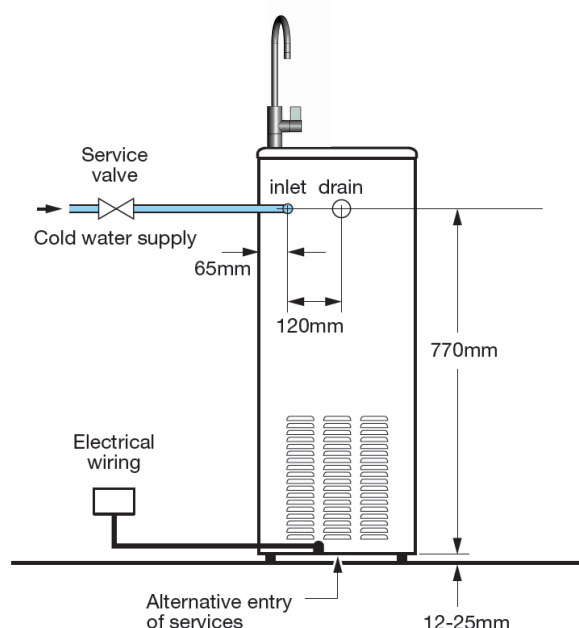 Service
valve
inlet drain
Cold water supply
65mm
120mm
770mm
Electrical
wiring
Alternative entry
of services
12-25mm